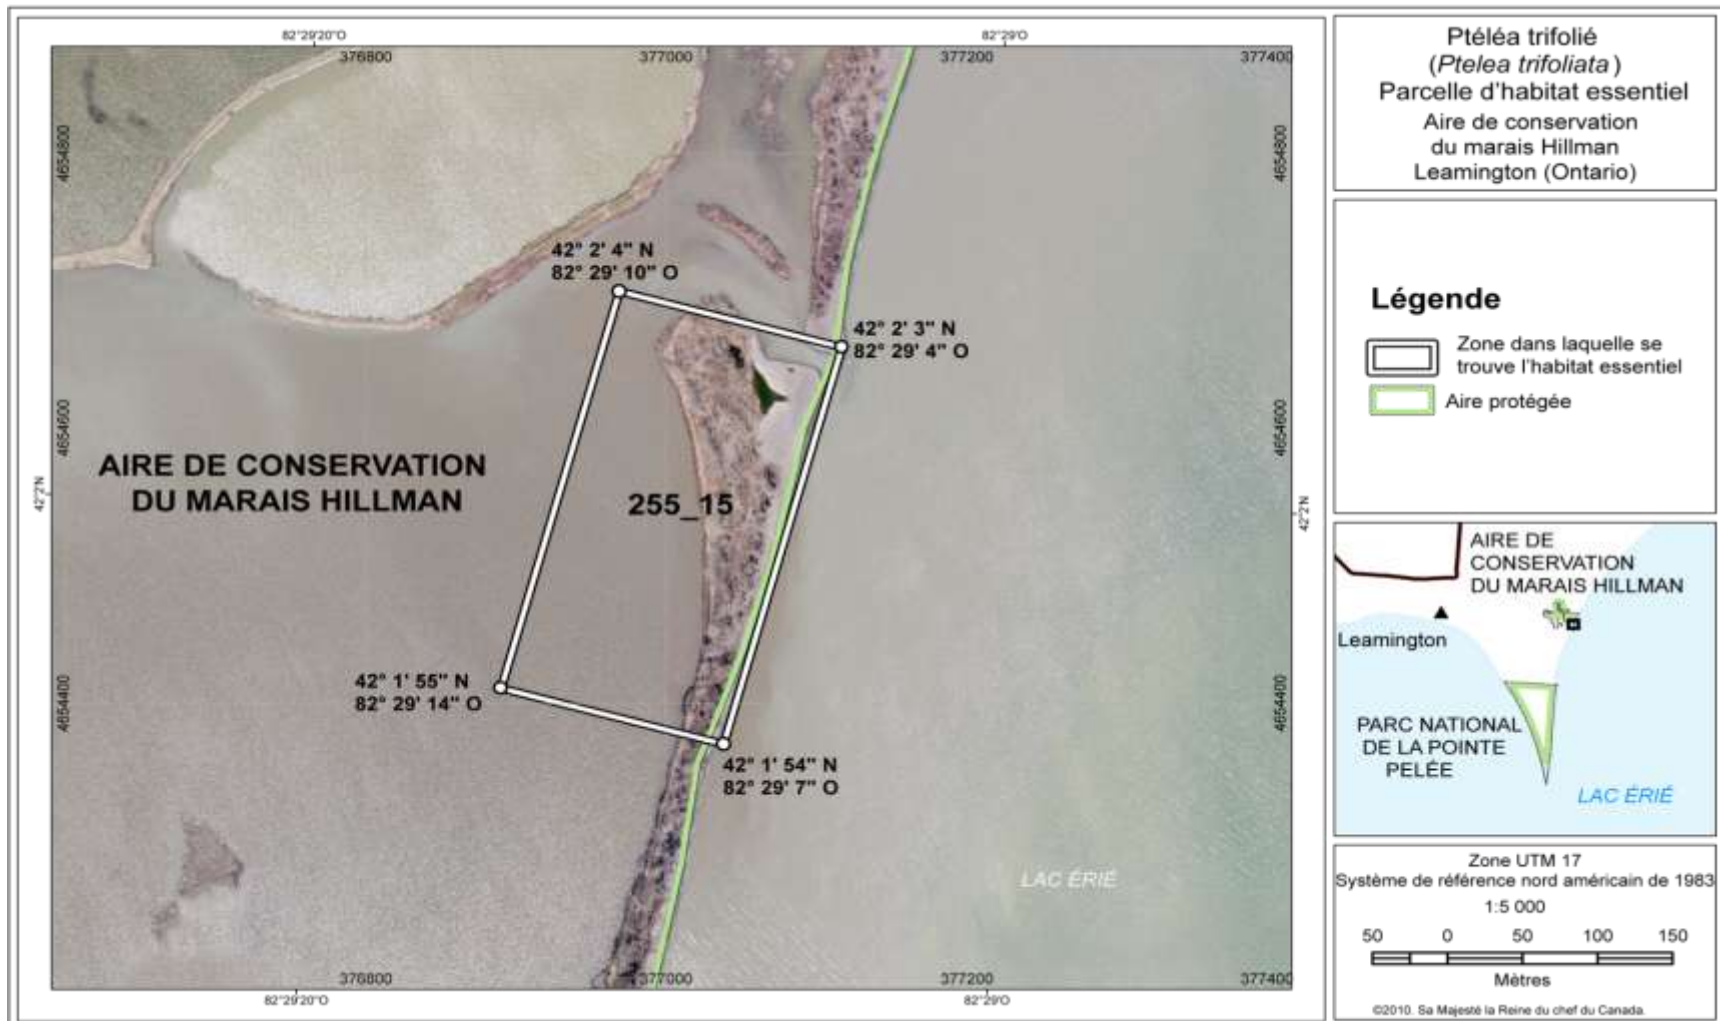 82°29'20"O
82°29'O
376800
377000
377200
377400
4654800
4654800
42° 2' 4" N
82° 29' 10" O
42° 2' 3" N
82° 29' 4" O
4654600
4654600
AIRE DE CONSERVATION
DU MARAIS HILLMAN
255_15
42°2'N
42°2'N
42° 1' 55" N
82° 29' 14" O
4654400
4654400
42° 1' 54" N
82° 29' 7" O
LAC ÉRIÉ
376800
377000
377200
377400
82°29'20"O
82°29'O
Ptéléa trifolié
(Ptelea trifoliata)
Parcelle d'habitat essentiel
Aire de conservation
du marais Hillman
Leamington (Ontario)
Légende
Zone dans laquelle se
trouve l'habitat essentiel
Aire protégée
AIRE DE
CONSERVATION
DU MARAIS HILLMAN
Leamington
PARC NATIONAL
DE LA POINTE
PELÉE
LAC ÉRIÉ
Zone UTM 17
Système de référence nord américain de 1983
1:5 000
50 0 50 100 150
Mètres
©2010. Sa Majesté la Reine du chef du Canada.